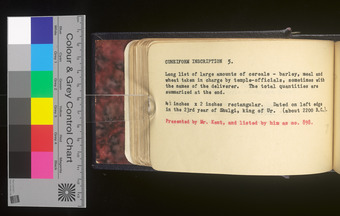 Colour & Grey Control Chart
CUNEIFORM INSCRIPTION 5.
Long list of large amounts of cereals - barley, meal and
wheat taken in charge by temple-officials, sometimes with
the names of the deliverer. The total quantities are
summarised at the end.
4½ inches x 2 inches rectangular. Dated on left edge
in the 23rd year of Shulgi, King of Ur. (about 2200 B.C.).
Presented by Mr. Kent, and listed by him as no.